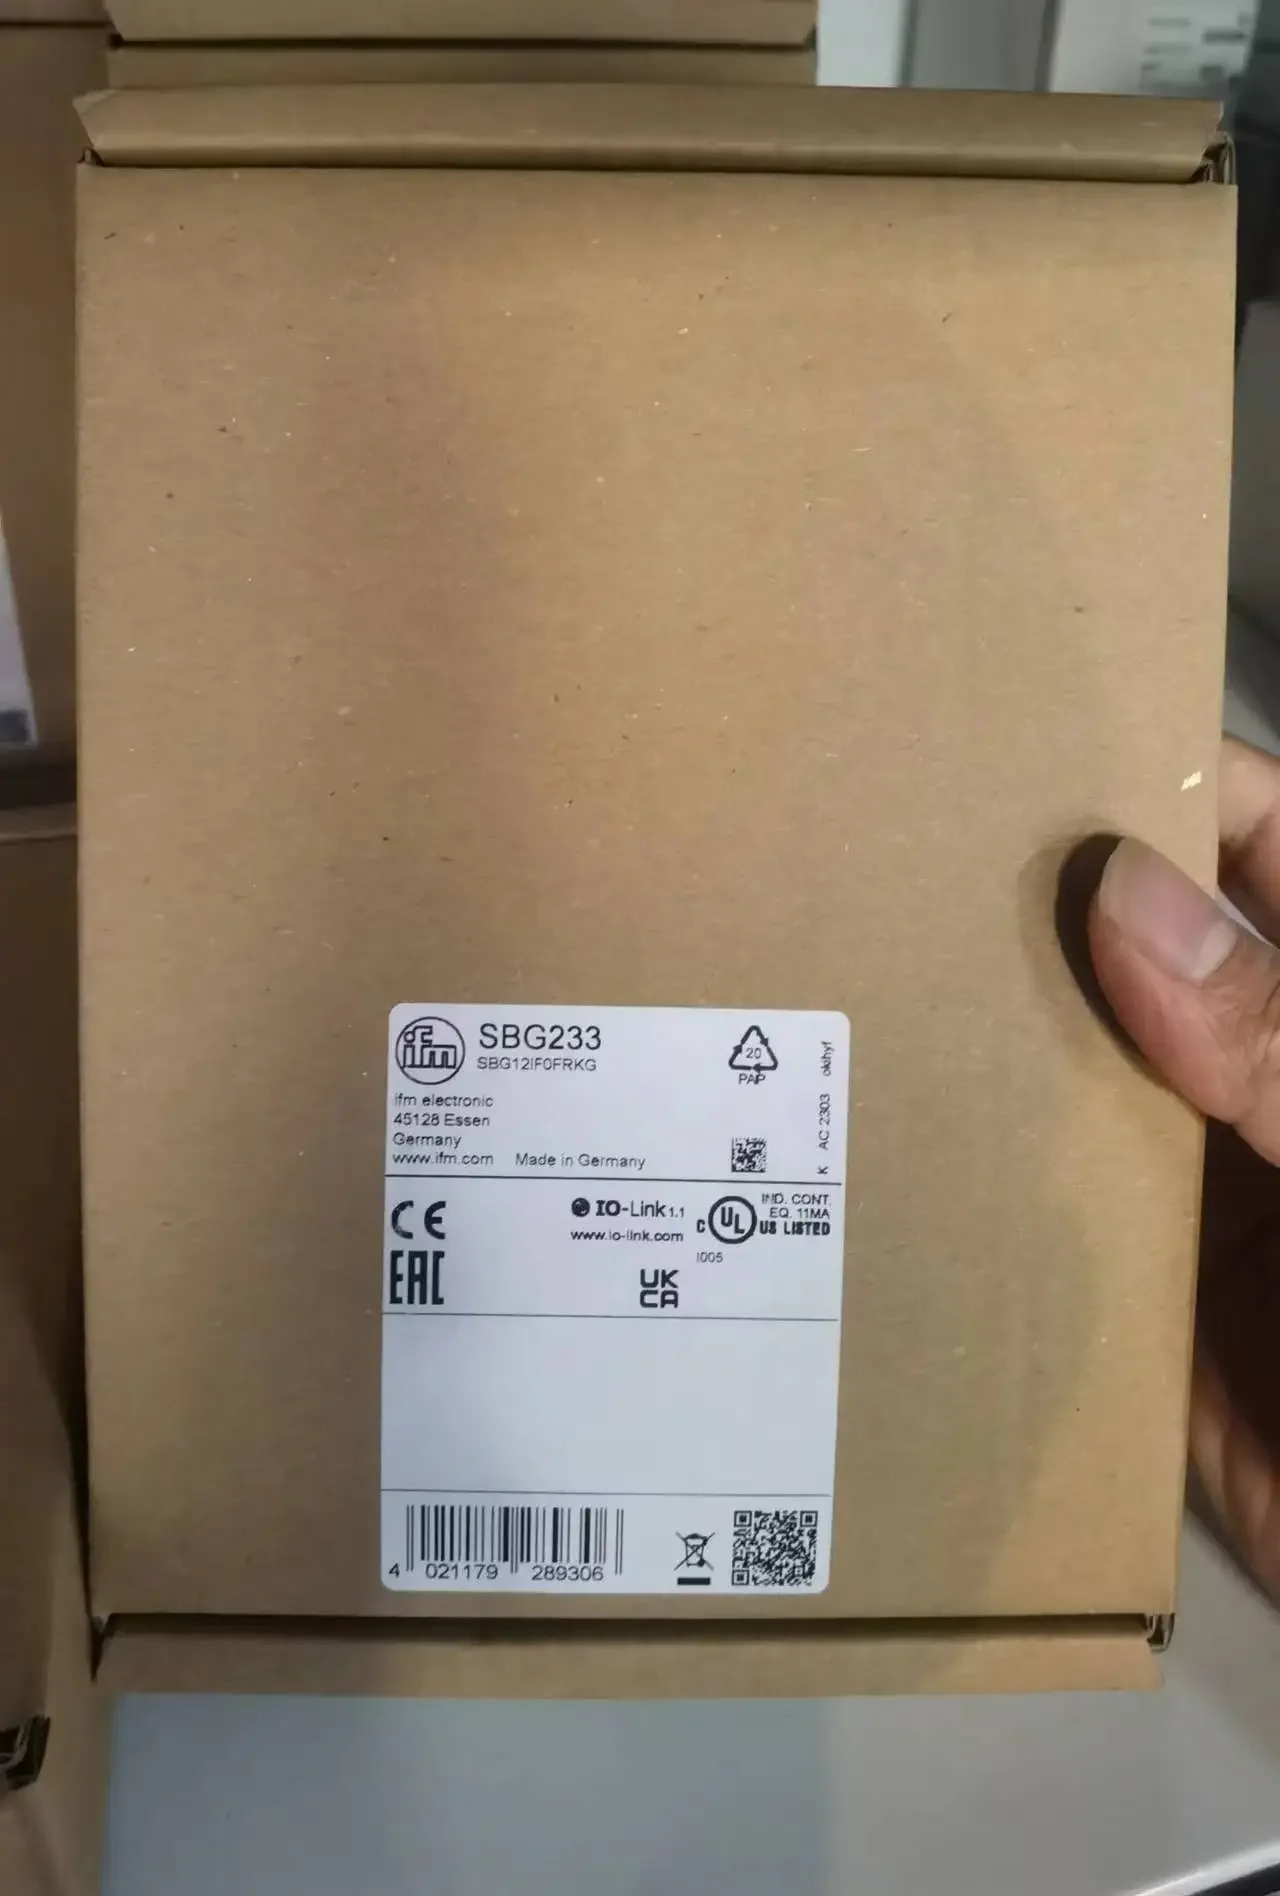 ifm
SBG233
SBG12IF0FRKG
20
PAP
ifm electronic
45128 Essen
Germany
www.ifm.com Made in Germany
K AC 2303
CE
IO-Link 1.1
www.io-link.com
C UL US LISTED
IND. CONT.
EQ. 11MA
I005
EAC
UK
CA
4 021179 289306